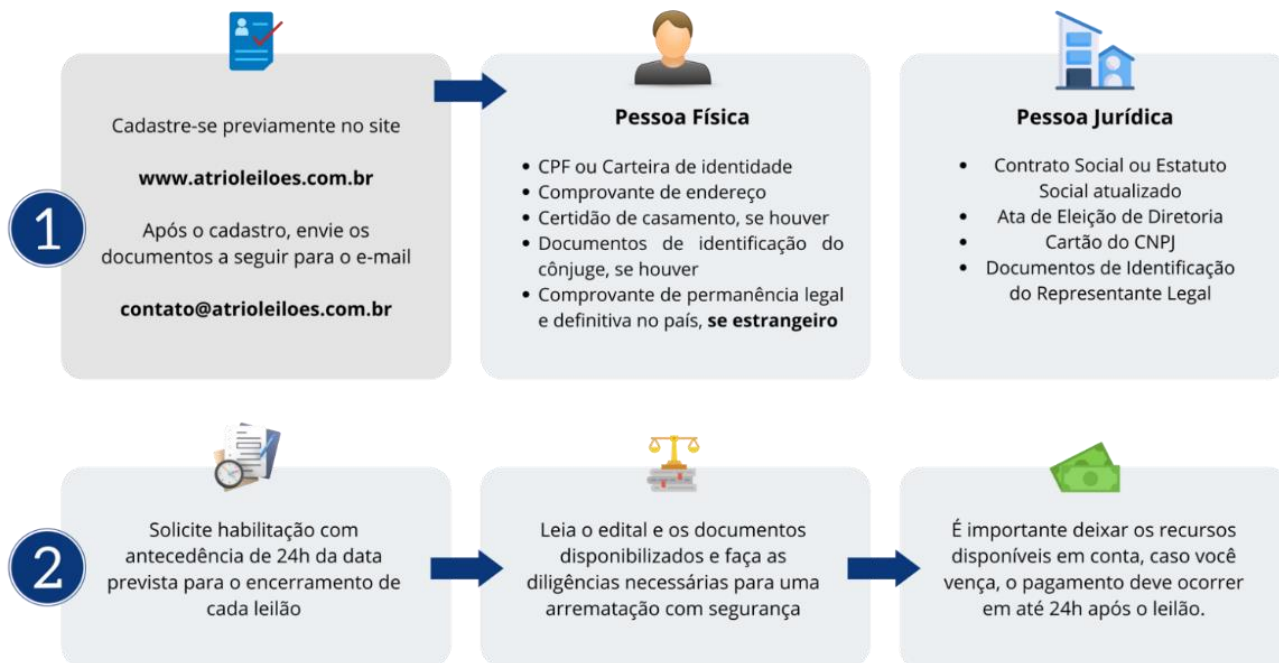 1
Cadastre-se previamente no site
www.atrioleiloes.com.br
Após o cadastro, envie os
documentos a seguir para o e-mail
contato@atrioleiloes.com.br
Pessoa Física
• CPF ou Carteira de identidade
• Comprovante de endereço
• Certidão de casamento, se houver
• Documentos de identificação do
cônjuge, se houver
• Comprovante de permanência legal
e definitiva no país, se estrangeiro
Pessoa Jurídica
• Contrato Social ou Estatuto
Social atualizado
• Ata de Eleição de Diretoria
• Cartão do CNPJ
• Documentos de Identificação
do Representante Legal
2
Solicite habilitação com
antecedência de 24h da data
prevista para o encerramento de
cada leilão
Leia o edital e os documentos
disponibilizados e faça as
diligências necessárias para uma
arrematação com segurança
É importante deixar os recursos
disponíveis em conta, caso você
vença, o pagamento deve ocorrer
em até 24h após o leilão.